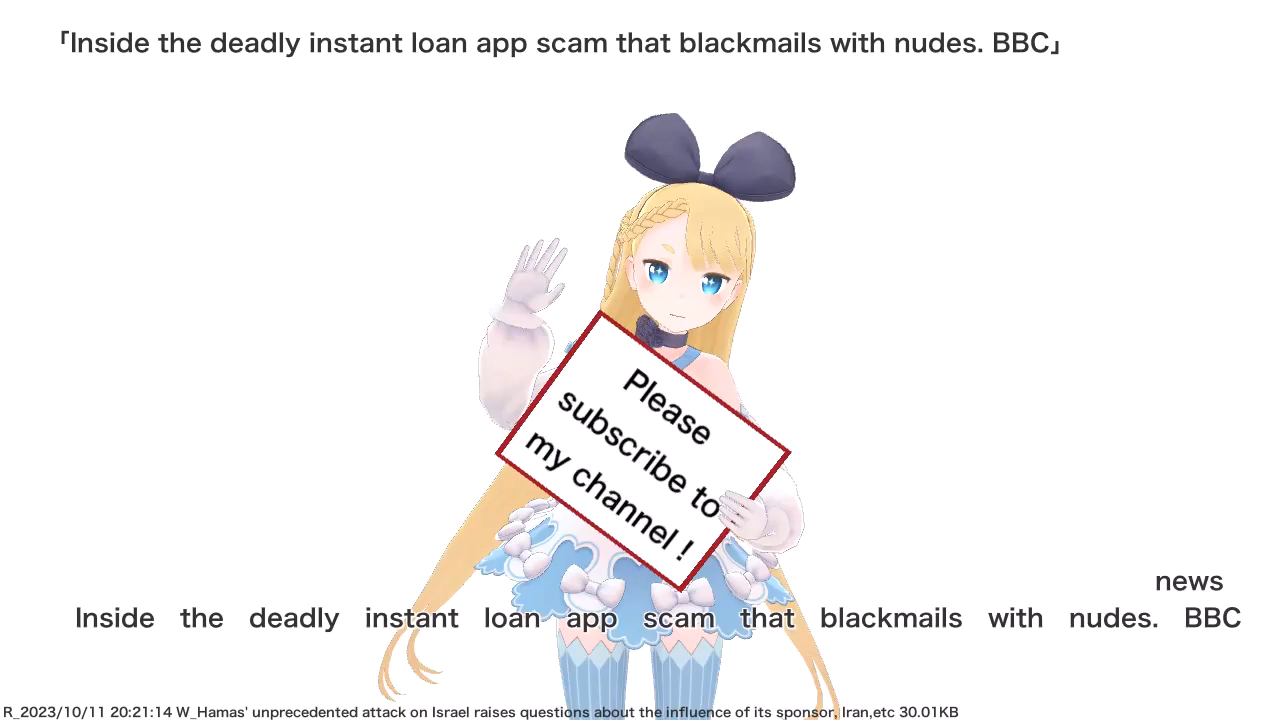 「Inside the deadly instant loan app scam that blackmails with nudes. BBC」
Please
subscribe to
my channel !
news
Inside the deadly instant loan app scam that blackmails with nudes. BBC
R_2023/10/11 20:21:14 W_Hamas' unprecedented attack on Israel raises questions about the influence of its sponsor, Iran,etc 30.01KB